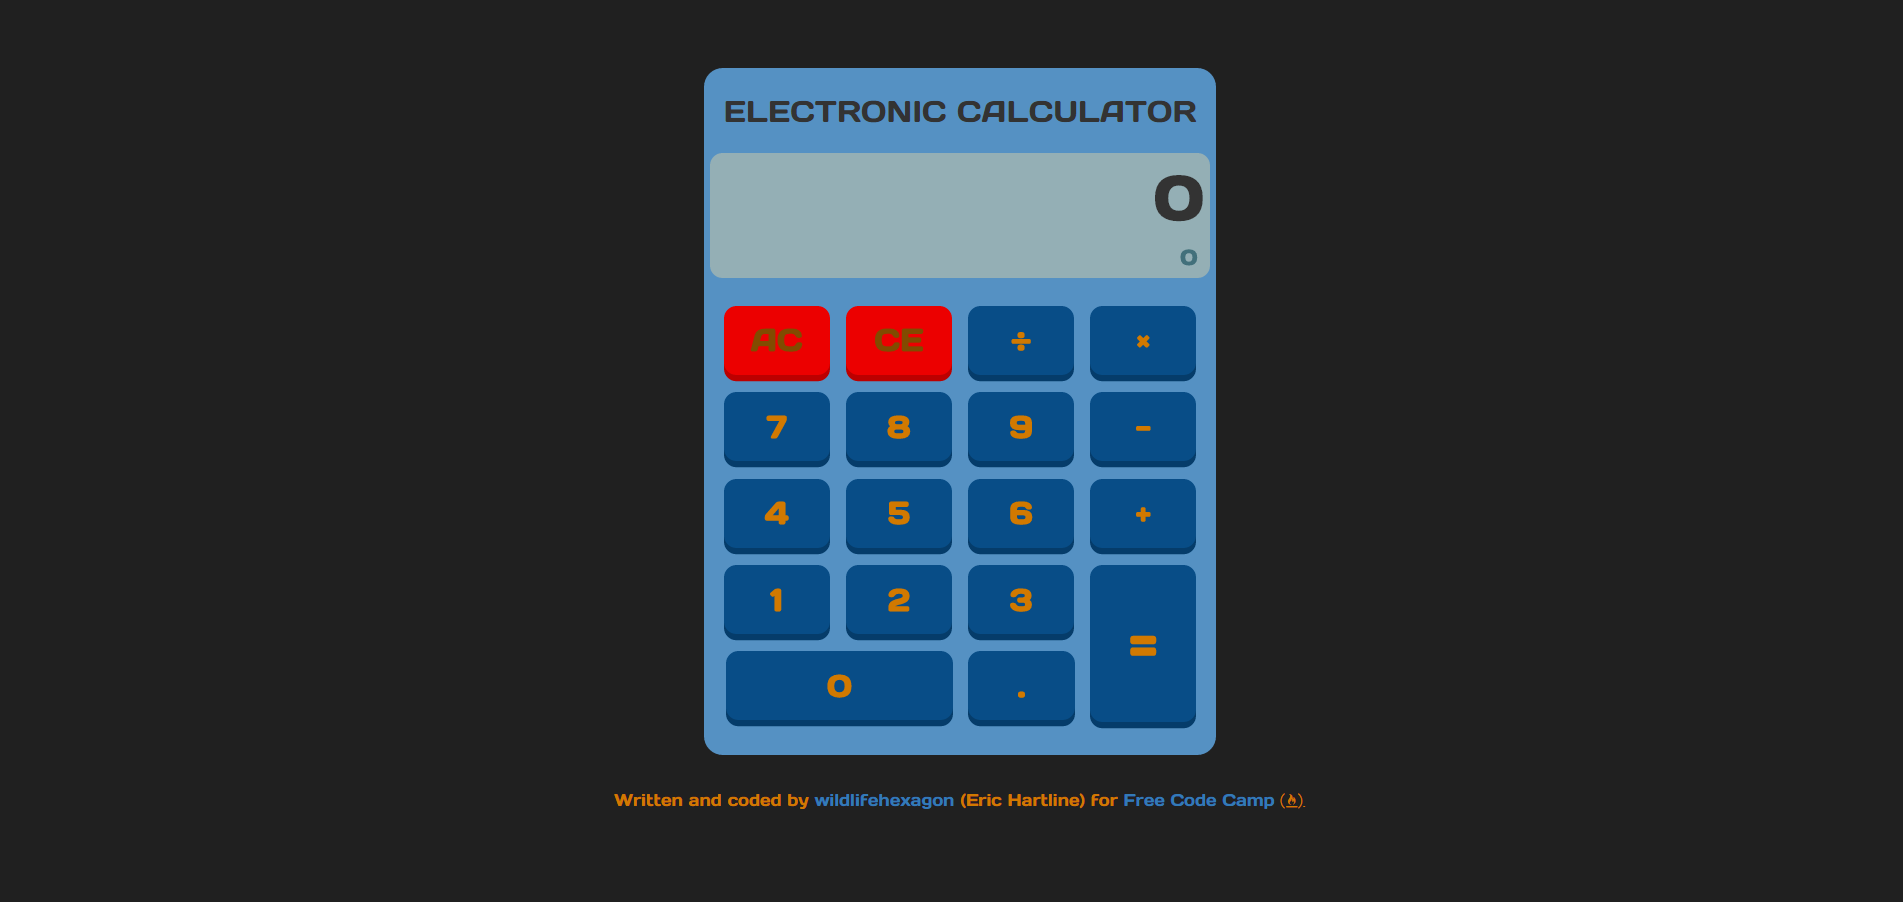 ELECTRONIC CALCULATOR
0
0
AC CE ÷ ×
7 8 9 -
4 5 6 +
1 2 3
=
0 .
Written and coded by wildlifehexagon (Eric Hartline) for Free Code Camp (🔥).